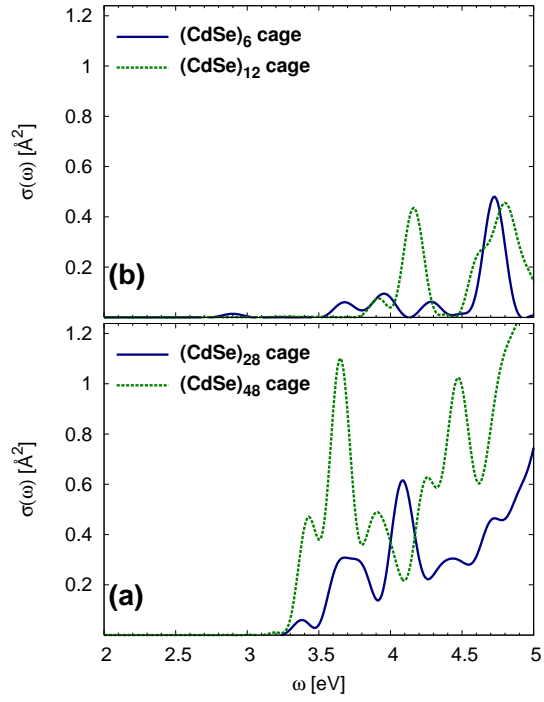 1.2
1
0.8
0.6
0.4
0.2
σ(ω) [Å²]
(CdSe)₆ cage
(CdSe)₁₂ cage
(b)
1.2
1
0.8
0.6
0.4
0.2
σ(ω) [Å²]
(CdSe)₂₈ cage
(CdSe)₄₈ cage
(a)
2 2.5 3 3.5 4 4.5 5
ω [eV]